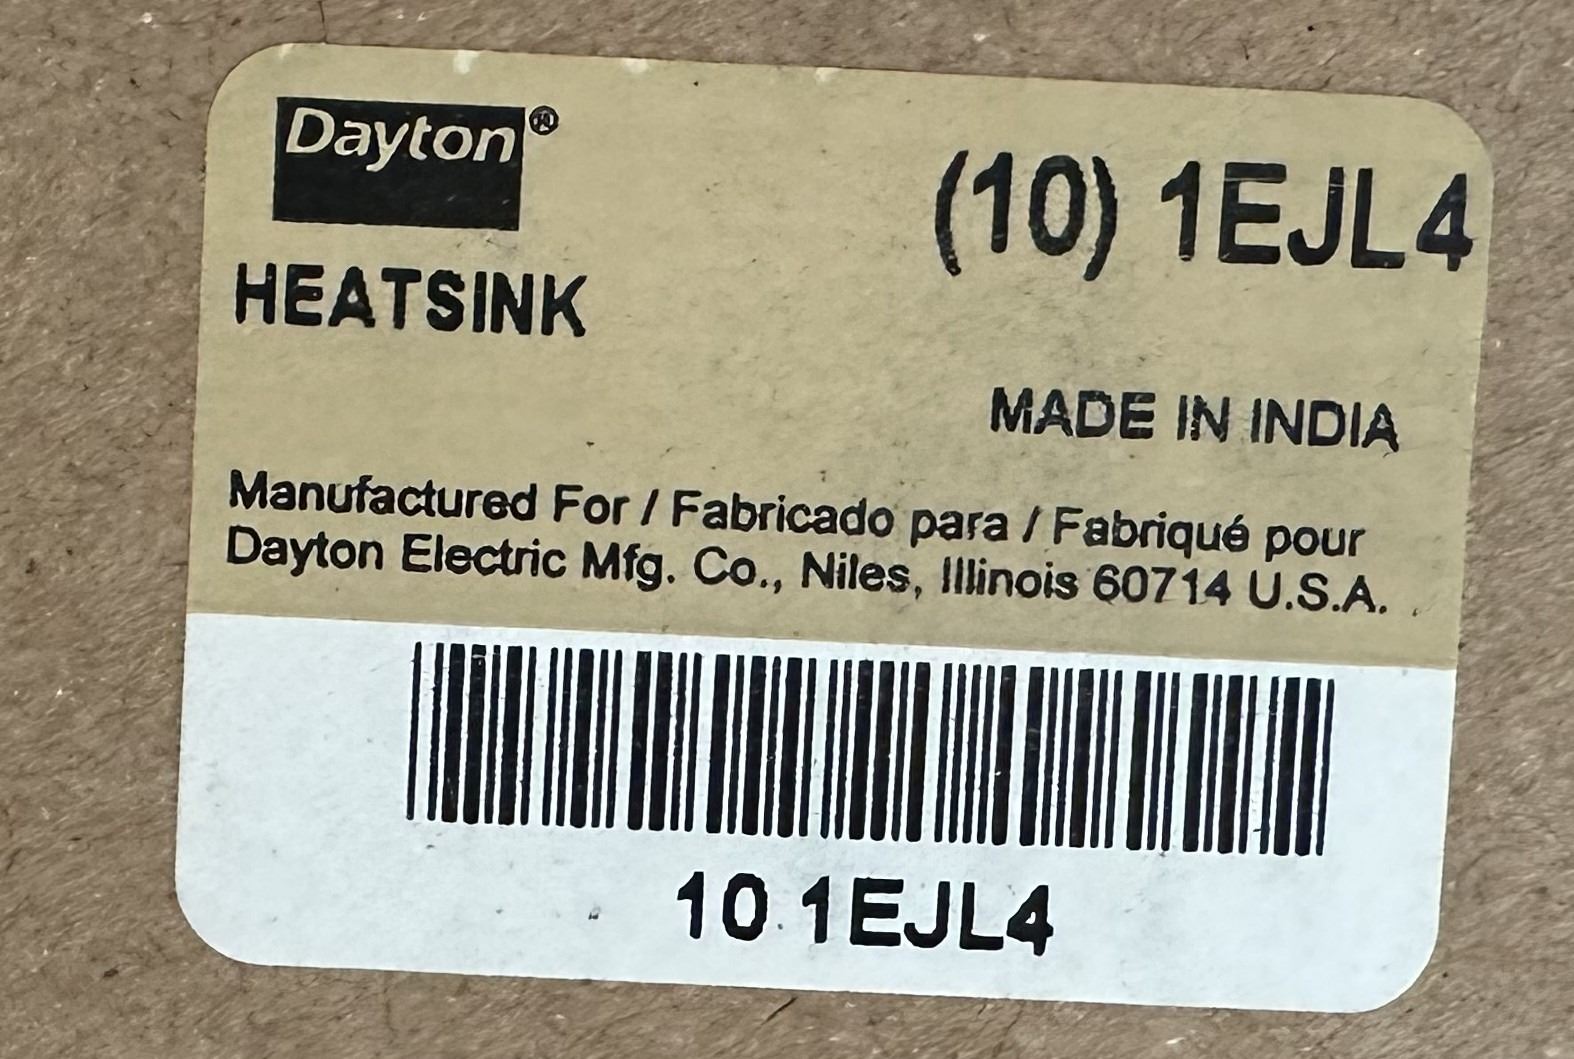 Dayton®
(10) 1EJL4
HEATSINK
MADE IN INDIA
Manufactured For / Fabricado para / Fabriqué pour
Dayton Electric Mfg. Co., Niles, Illinois 60714 U.S.A.
10 1EJL4